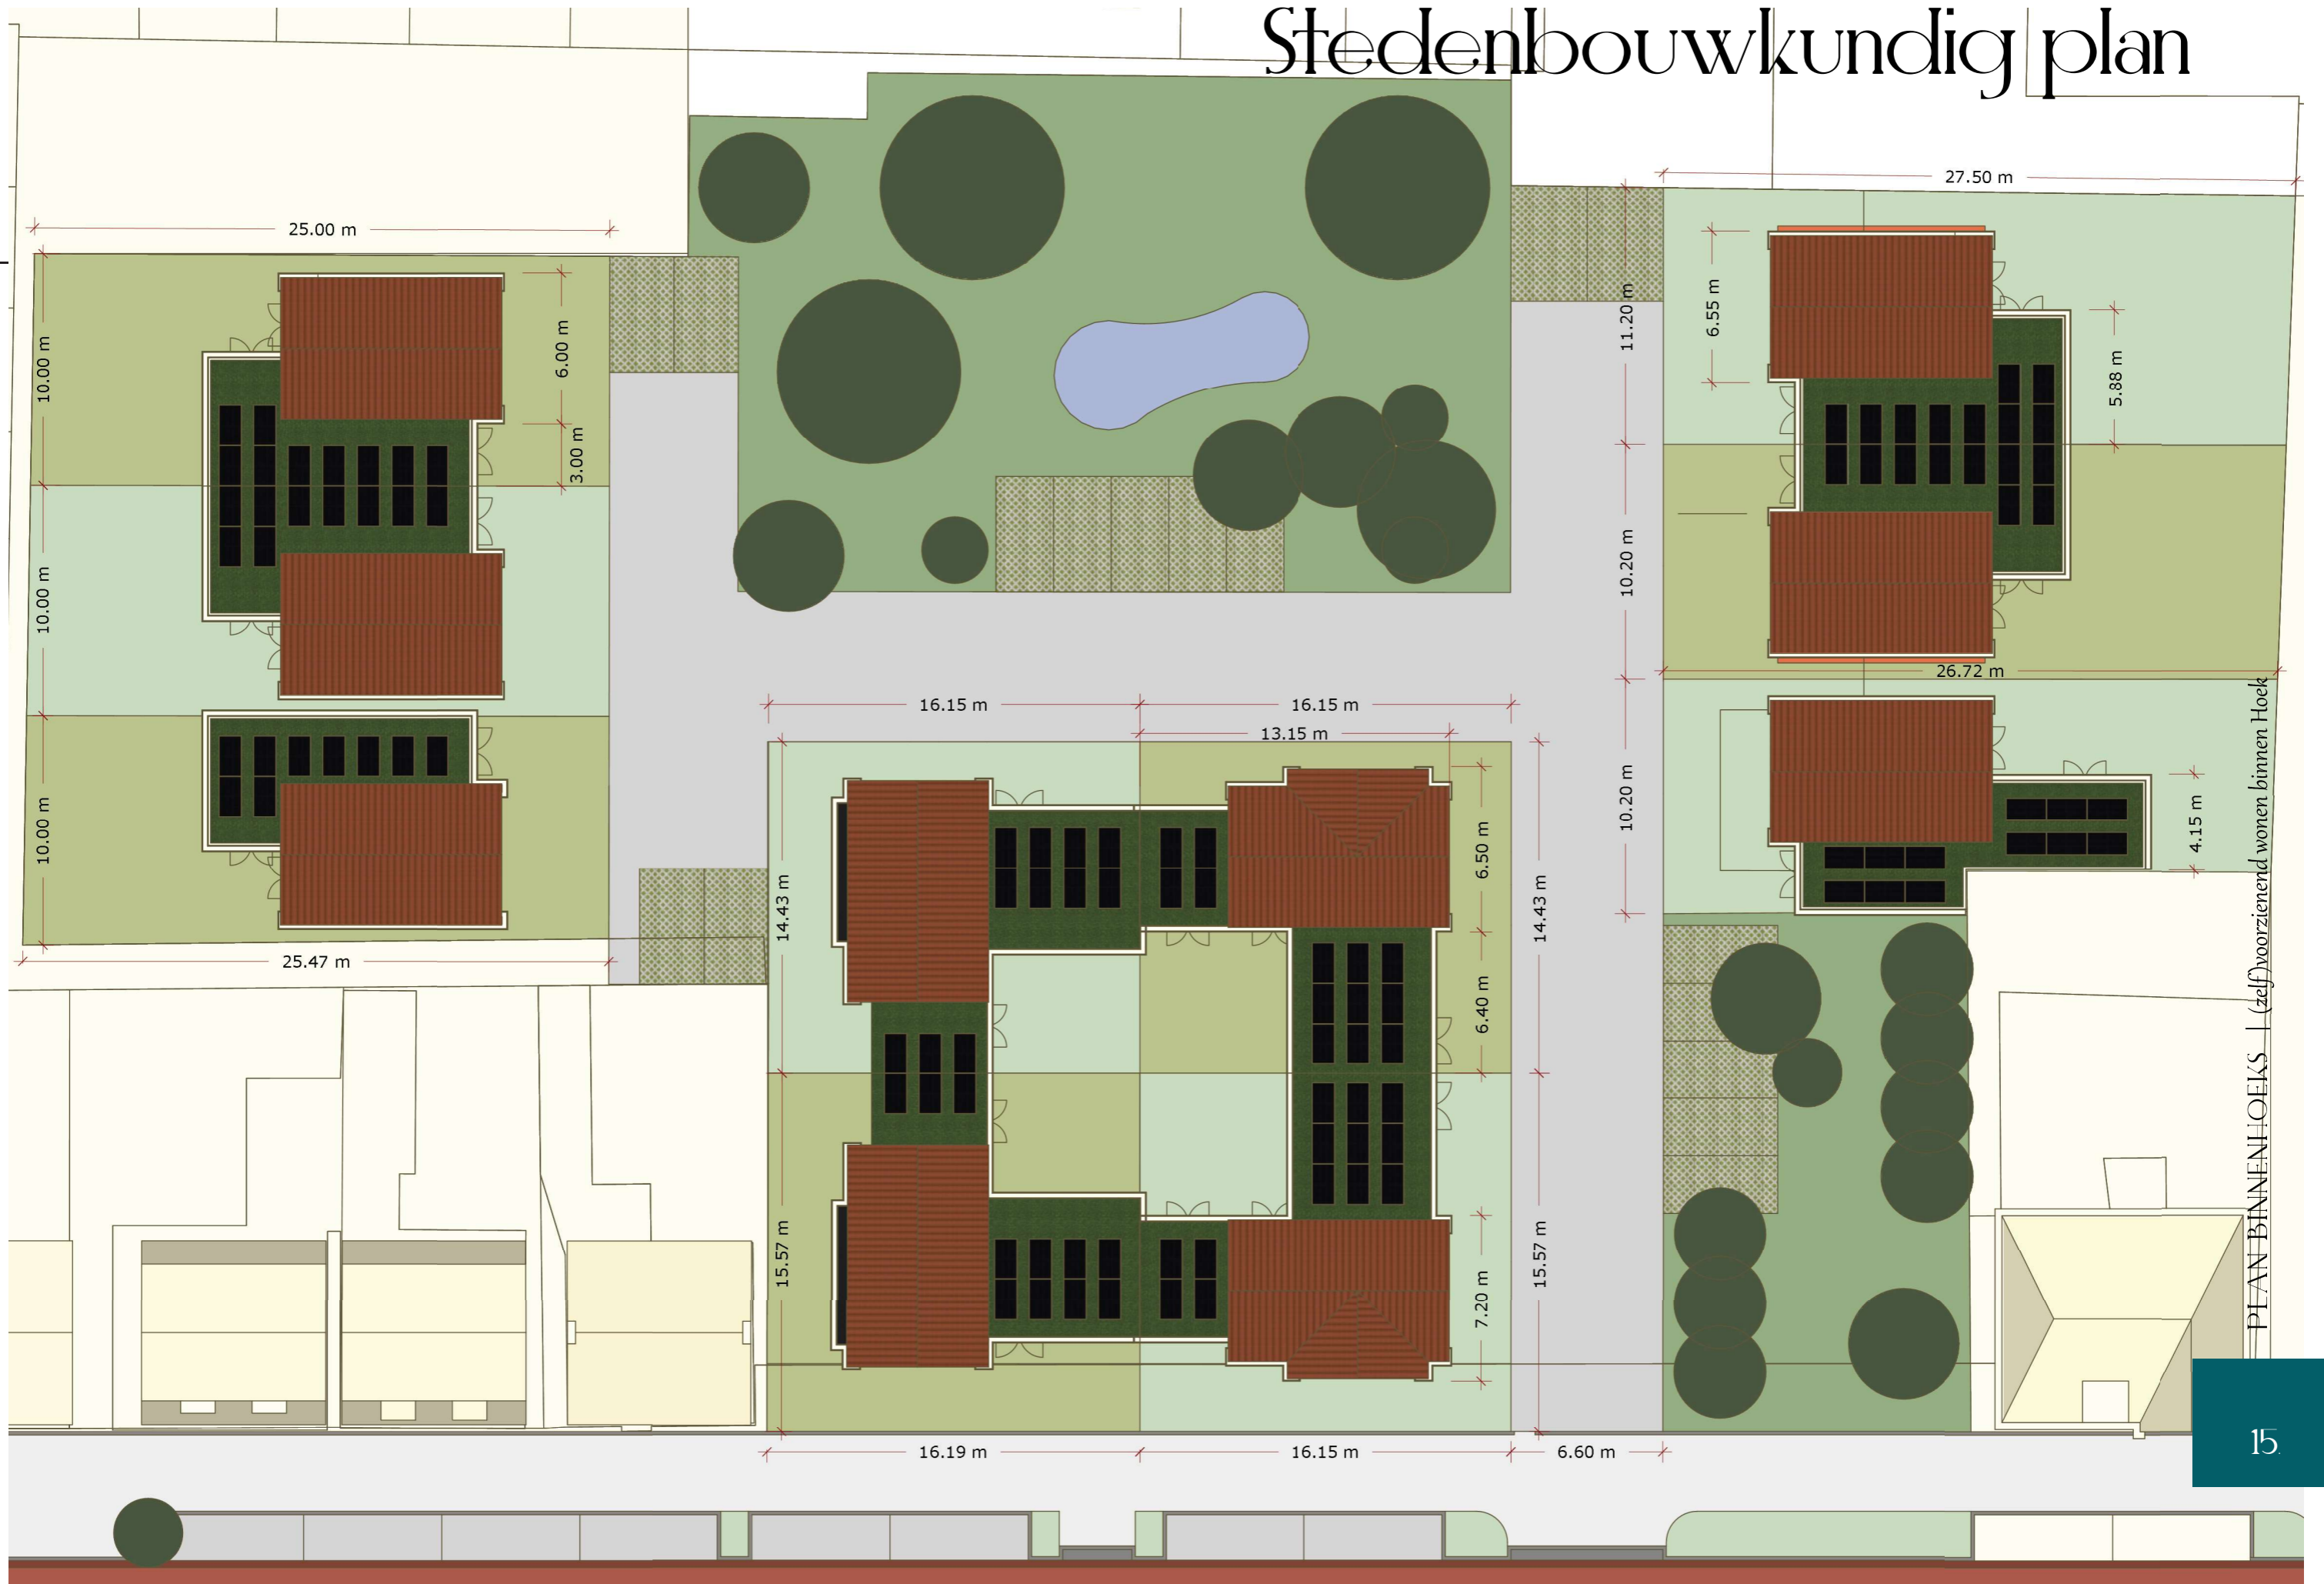 Stedenbouwkundig plan
27.50 m
25.00 m
11.20 m
6.55 m
10.00 m
6.00 m
5.88 m
3.00 m
10.00 m
10.20 m
26.72 m
16.15 m
16.15 m
13.15 m
10.00 m
10.20 m
4.15 m
6.50 m
14.43 m
14.43 m
25.47 m
6.40 m
15.57 m
15.57 m
7.20 m
16.19 m
16.15 m
6.60 m
PLAN BINNENHOEKS | (zelf)voorziend wonen binnen Hoek
15.